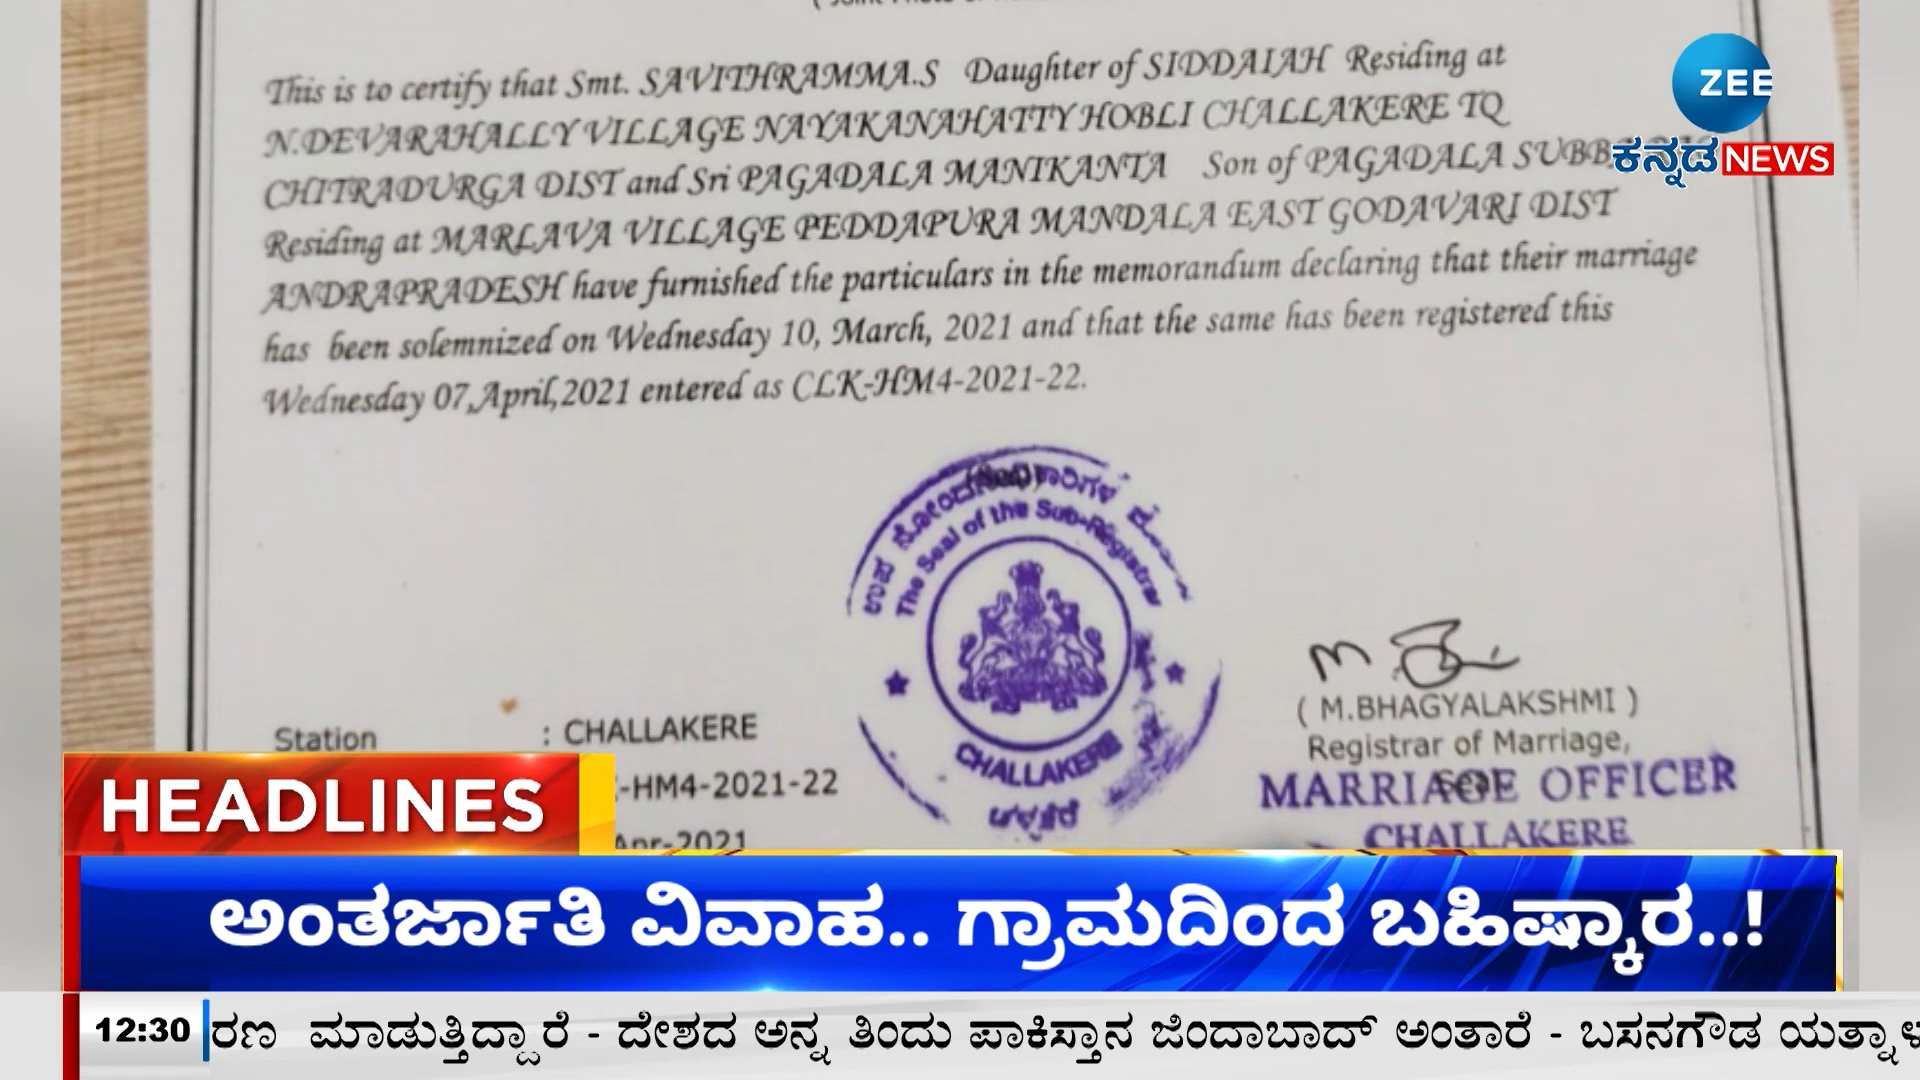 This is to certify that Smt. SAVITHRAMMA.S Daughter of SIDDAIAH Residing at
N.DEVARAHALLY VILLAGE NAYAKANAHATTY HOBLI CHALLAKERE TQ
CHITRADURGA DIST and Sri PAGADALA MANIKANTA Son of PAGADALA
Residing at MARLAVA VILLAGE PEDDAPURA MANDALA EAST GODAVARI DIST
ANDRAPRADESH have furnished the particulars in the memorandum declaring that their marriage
has been solemnized on Wednesday 10, March, 2021 and that the same has been registered this
Wednesday 07,April,2021 entered as CLK-HM4-2021-22.
ZEE
ಕನ್ನಡ NEWS
ಉಪ
The Seal of the Sub-Registrar
CHALLAKERE
ಚಳ್ಳಕೆರೆ
( M.BHAGYALAKSHMI )
Registrar of Marriage,
MARRIAGE OFFICER
CHALLAKERE
Station : CHALLAKERE
-HM4-2021-22
Apr-2021
HEADLINES
ಅಂತರ್ಜಾತಿ ವಿವಾಹ.. ಗ್ರಾಮದಿಂದ ಬಹಿಷ್ಕಾರ..!
12:30
ರಣ ಮಾಡುತ್ತಿದ್ದಾರೆ - ದೇಶದ ಅನ್ನ ತಿಂದು ಪಾಕಿಸ್ತಾನ ಜಿಂದಾಬಾದ್ ಅಂತಾರೆ - ಬಸನಗೌಡ ಯತ್ನಾಳ